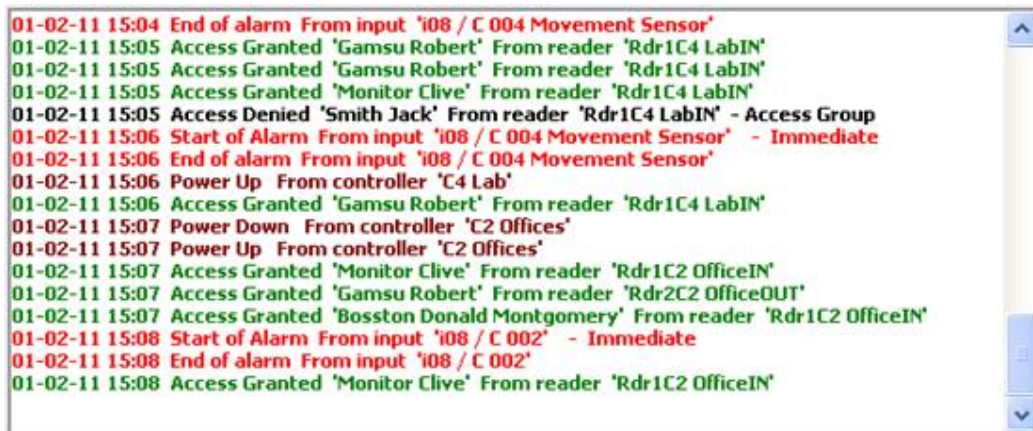 01-02-11 15:04 End of alarm From input 'i08 / C 004 Movement Sensor'
01-02-11 15:05 Access Granted 'Gamsu Robert' From reader 'Rdr1C4 LabIN'
01-02-11 15:05 Access Granted 'Gamsu Robert' From reader 'Rdr1C4 LabIN'
01-02-11 15:05 Access Granted 'Monitor Clive' From reader 'Rdr1C4 LabIN'
01-02-11 15:05 Access Denied 'Smith Jack' From reader 'Rdr1C4 LabIN' - Access Group
01-02-11 15:06 Start of Alarm From input 'i08 / C 004 Movement Sensor' - Immediate
01-02-11 15:06 End of alarm From input 'i08 / C 004 Movement Sensor'
01-02-11 15:06 Power Up From controller 'C4 Lab'
01-02-11 15:06 Access Granted 'Gamsu Robert' From reader 'Rdr1C4 LabIN'
01-02-11 15:07 Power Down From controller 'C2 Offices'
01-02-11 15:07 Power Up From controller 'C2 Offices'
01-02-11 15:07 Access Granted 'Monitor Clive' From reader 'Rdr1C2 OfficeIN'
01-02-11 15:07 Access Granted 'Gamsu Robert' From reader 'Rdr2C2 OfficeOUT'
01-02-11 15:07 Access Granted 'Bosston Donald Montgomery' From reader 'Rdr1C2 OfficeIN'
01-02-11 15:08 Start of Alarm From input 'i08 / C 002' - Immediate
01-02-11 15:08 End of alarm From input 'i08 / C 002'
01-02-11 15:08 Access Granted 'Monitor Clive' From reader 'Rdr1C2 OfficeIN'